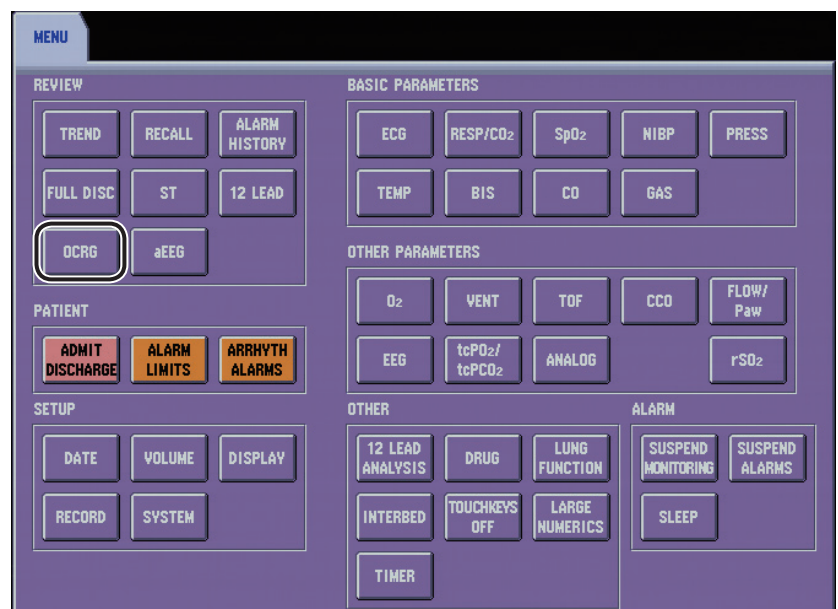 MENU
REVIEW
TREND
RECALL
ALARM
HISTORY
FULL DISC
ST
12 LEAD
OCRG
aEEG
PATIENT
ADMIT
DISCHARGE
ALARM
LIMITS
ARRHYTH
ALARMS
SETUP
DATE
VOLUME
DISPLAY
RECORD
SYSTEM
BASIC PARAMETERS
ECG
RESP/CO2
SpO2
NIBP
PRESS
TEMP
BIS
CO
GAS
OTHER PARAMETERS
O2
VENT
TOF
CCO
FLOW/
Paw
EEG
tcPO2/
tcPCO2
ANALOG
rSO2
OTHER
12 LEAD
ANALYSIS
DRUG
LUNG
FUNCTION
INTERBED
TOUCHKEYS
OFF
LARGE
NUMERICS
TIMER
ALARM
SUSPEND
MONITORING
SUSPEND
ALARMS
SLEEP